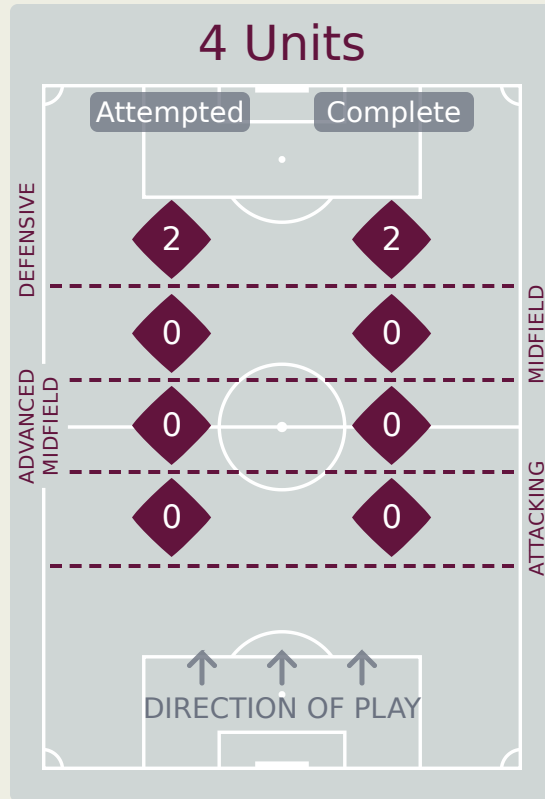 4 Units
Attempted Complete
DEFENSIVE
2 2
MIDFIELD
0 0
ADVANCED
MIDFIELD
0 0
ATTACKING
0 0
DIRECTION OF PLAY